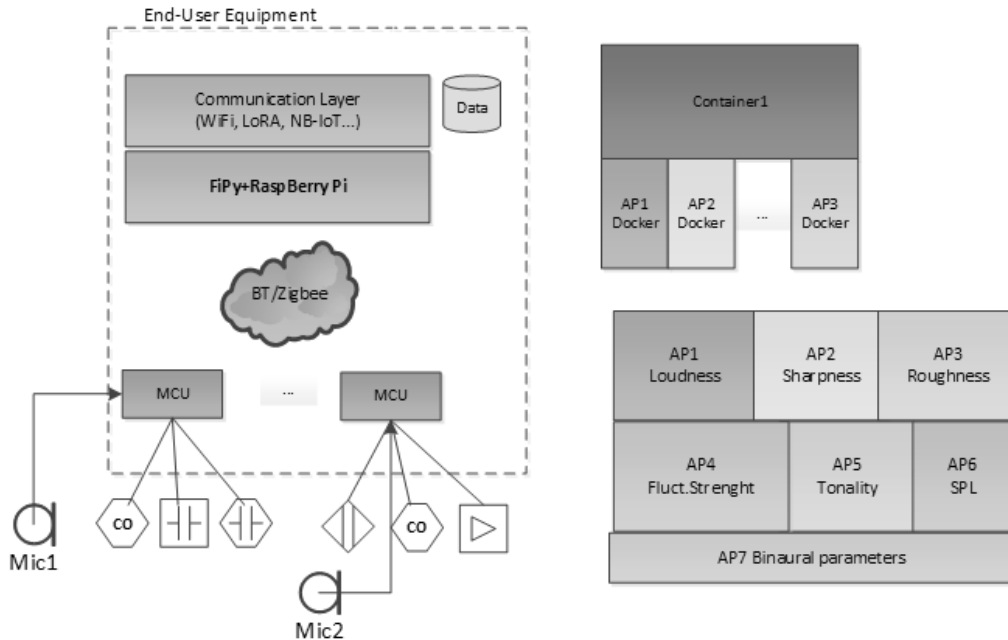 End-User Equipment
Communication Layer
(WiFi, LoRA, NB-IoT...)
Data
FiPy+RaspBerry Pi
BT/Zigbee
MCU
...
MCU
CO
CO
Mic1
Mic2
Container1
AP1
Docker
AP2
Docker
...
AP3
Docker
AP1
Loudness
AP2
Sharpness
AP3
Roughness
AP4
Fluct.Strenght
AP5
Tonality
AP6
SPL
AP7 Binaural parameters